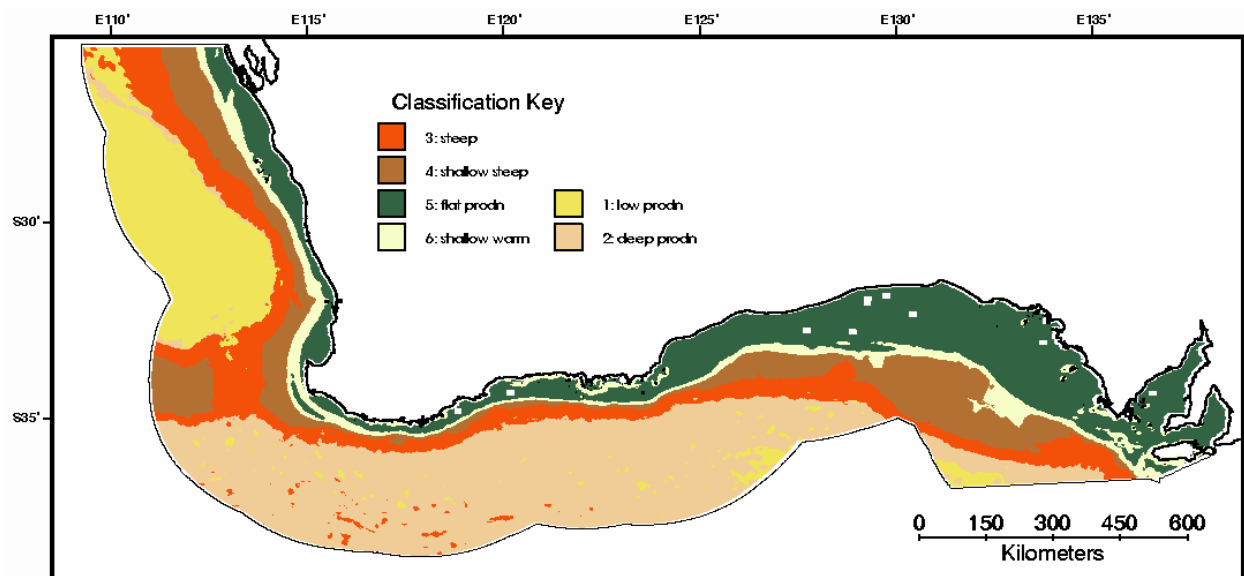 E110' E115' E120' E125' E130' E135'
Classification Key
3: steep
4: shallow steep
5: flat prodn 1: low prodn
S30' 6: shallow warm 2: deep prodn
S35'
0 150 300 450 600
Kilometers